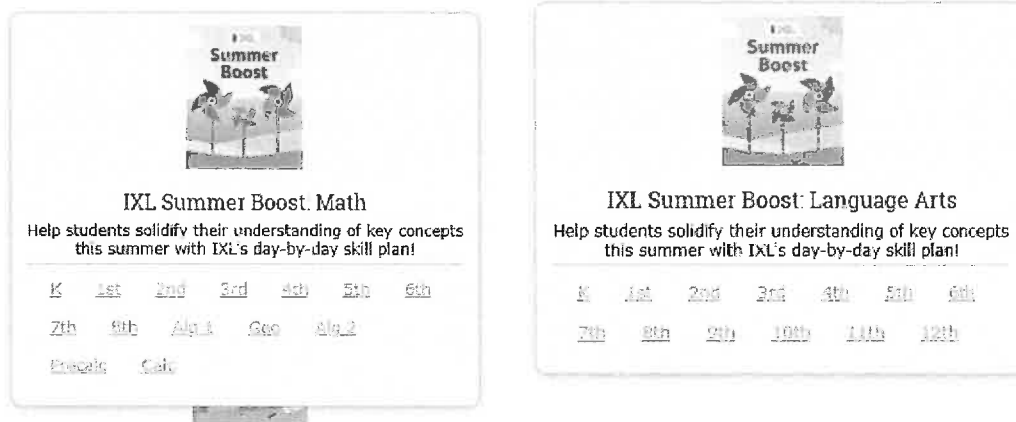 IXL
Summer
Boost
IXL Summer Boost: Math
Help students solidify their understanding of key concepts
this summer with IXL's day-by-day skill plan!
K 1st 2nd 3rd 4th 5th 6th
7th 8th Alg 1 Geo Alg 2
Precalc Calc
IXL
Summer
Boost
IXL Summer Boost: Language Arts
Help students solidify their understanding of key concepts
this summer with IXL's day-by-day skill plan!
K 1st 2nd 3rd 4th 5th 6th
7th 8th 9th 10th 11th 12th